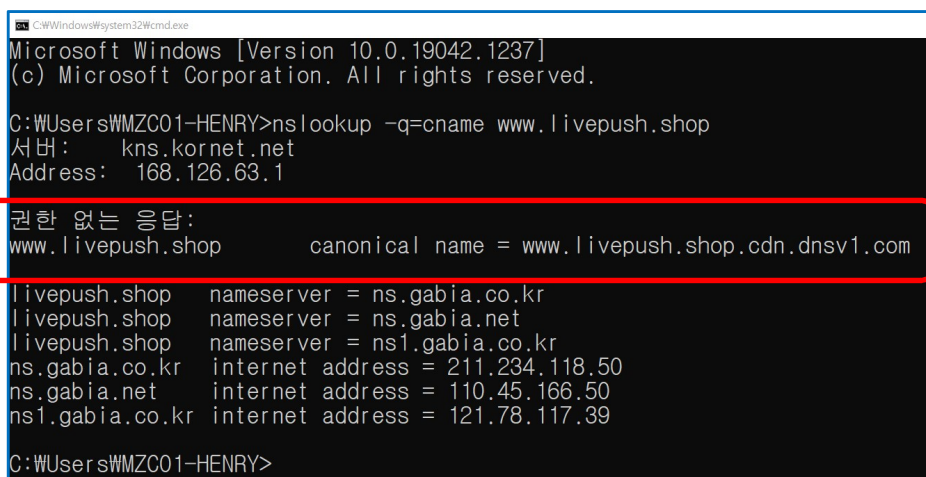 C:₩Windows₩system32₩cmd.exe
Microsoft Windows [Version 10.0.19042.1237]
(c) Microsoft Corporation. All rights reserved.
C:₩Users₩MZC01-HENRY>nslookup -q=cname www.livepush.shop
서버:    kns.kornet.net
Address:  168.126.63.1
권한 없는 응답:
www.livepush.shop       canonical name = www.livepush.shop.cdn.dnsv1.com
livepush.shop   nameserver = ns.gabia.co.kr
livepush.shop   nameserver = ns.gabia.net
livepush.shop   nameserver = ns1.gabia.co.kr
ns.gabia.co.kr  internet address = 211.234.118.50
ns.gabia.net    internet address = 110.45.166.50
ns1.gabia.co.kr internet address = 121.78.117.39
C:₩Users₩MZC01-HENRY>